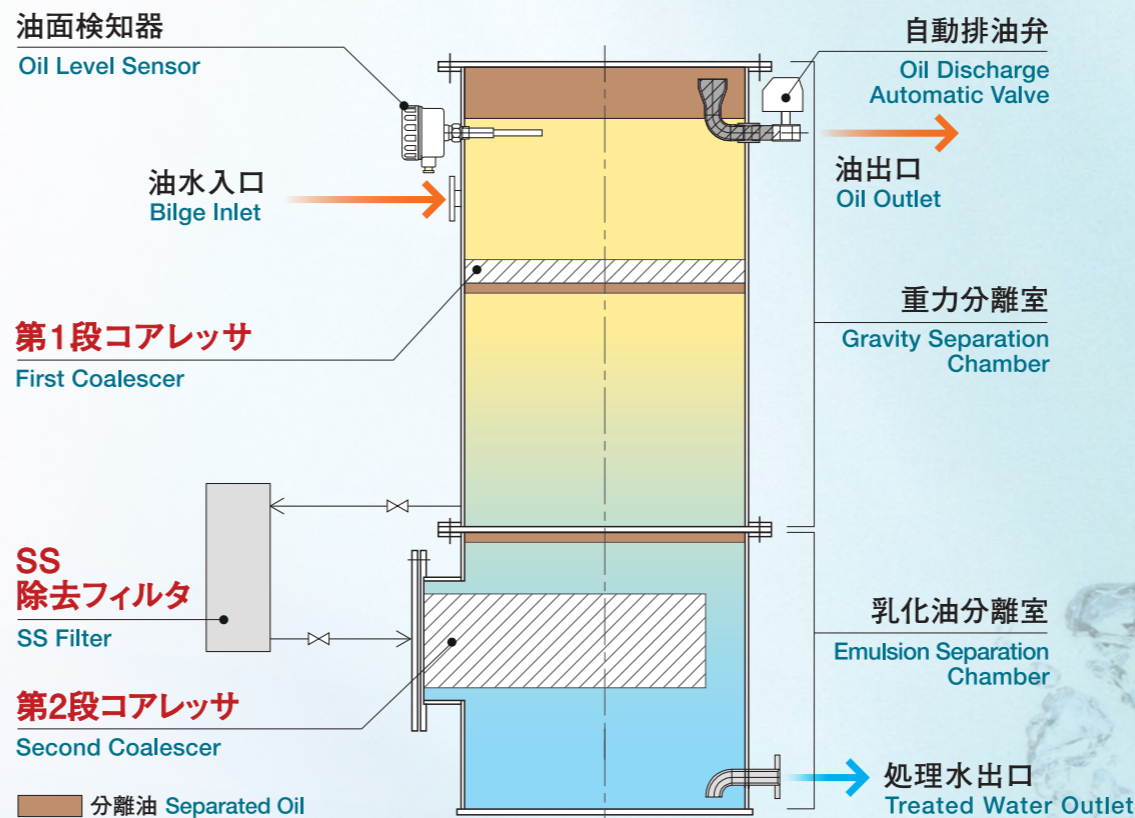 油面検知器
Oil Level Sensor
自動排油弁
Oil Discharge
Automatic Valve
油水入口
Bilge Inlet
油出口
Oil Outlet
第1段コアレッサ
First Coalescer
重力分離室
Gravity Separation
Chamber
SS
除去フィルタ
SS Filter
乳化油分離室
Emulsion Separation
Chamber
第2段コアレッサ
Second Coalescer
処理水出口
Treated Water Outlet
分離油 Separated Oil